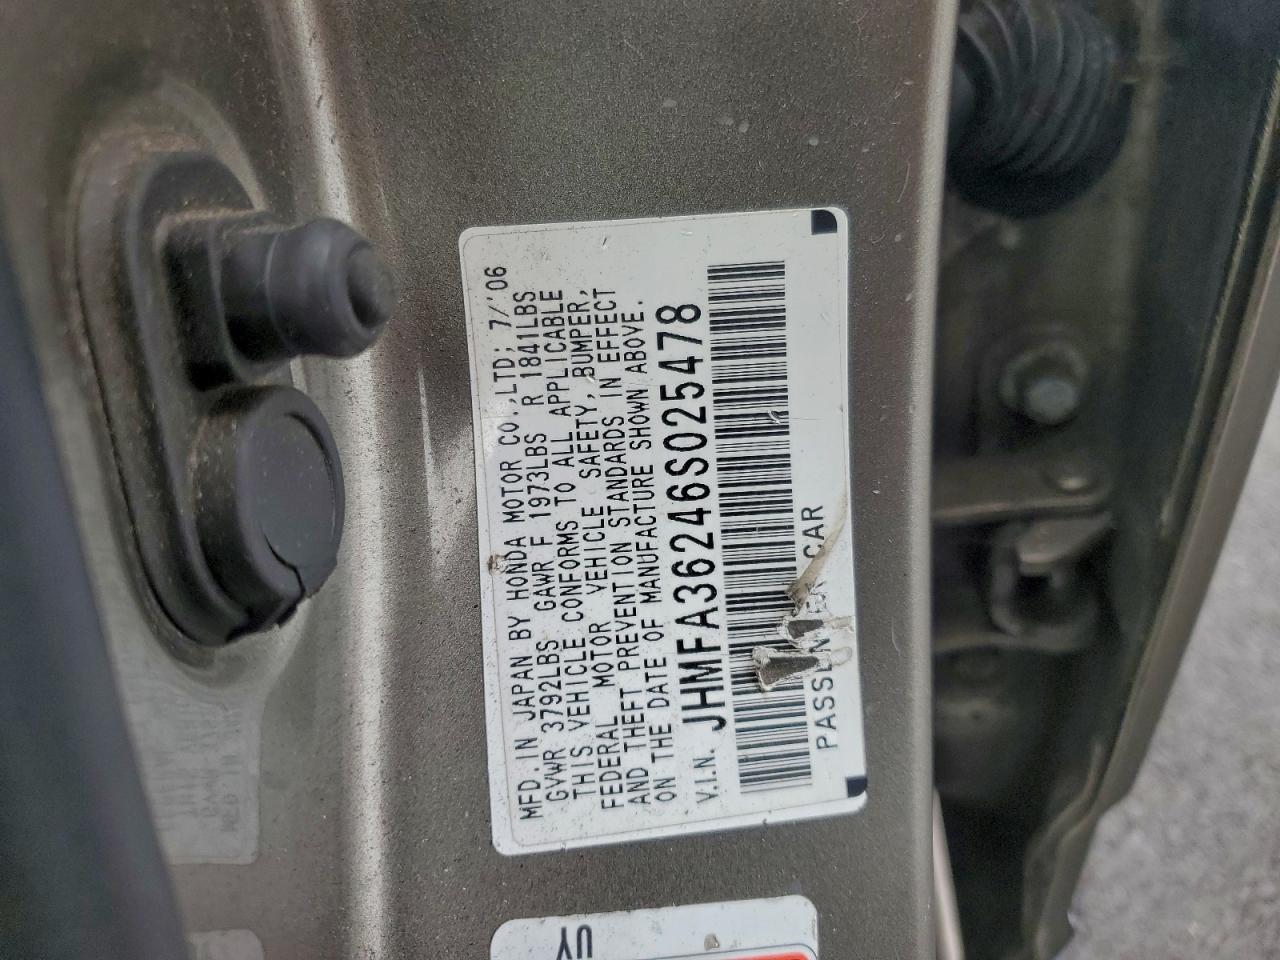 MFD. IN JAPAN BY HONDA MOTOR CO.,LTD; 7/'06
GVWR 3792LBS GAWR F 1973LBS R 1841LBS
THIS VEHICLE CONFORMS TO ALL APPLICABLE
FEDERAL MOTOR VEHICLE SAFETY, BUMPER,
AND THEFT PREVENTION STANDARDS IN EFFECT
ON THE DATE OF MANUFACTURE SHOWN ABOVE.
V.I.N. JHMFA36246S025478
CAR
UY